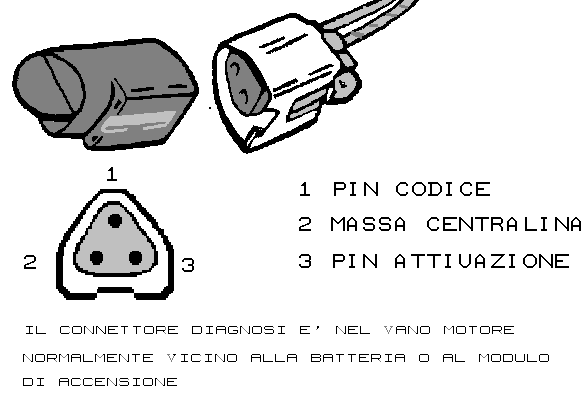 1
2
3
1 PIN CODICE
2 MASSA CENTRALINA
3 PIN ATTIVAZIONE
IL CONNETTORE DIAGNOSI E' NEL VANO MOTORE
NORMALMENTE VICINO ALLA BATTERIA O AL MODULO
DI ACCENSIONE